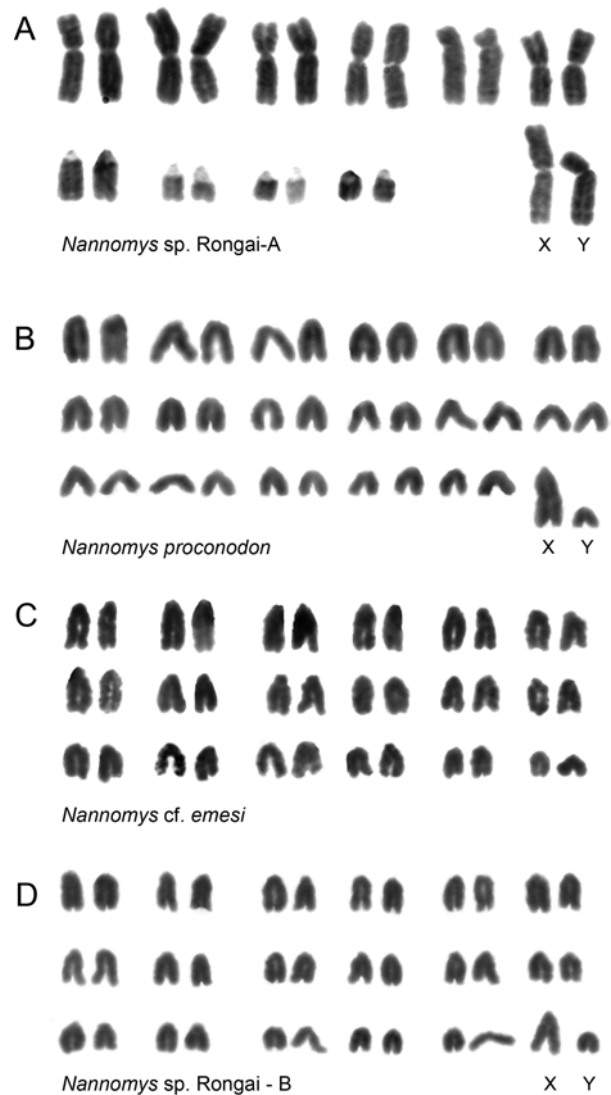 A
Nannomys sp. Rongai-A
X Y
B
Nannomys proconodon
X Y
C
Nannomys cf. emesi
D
Nannomys sp. Rongai - B
X Y